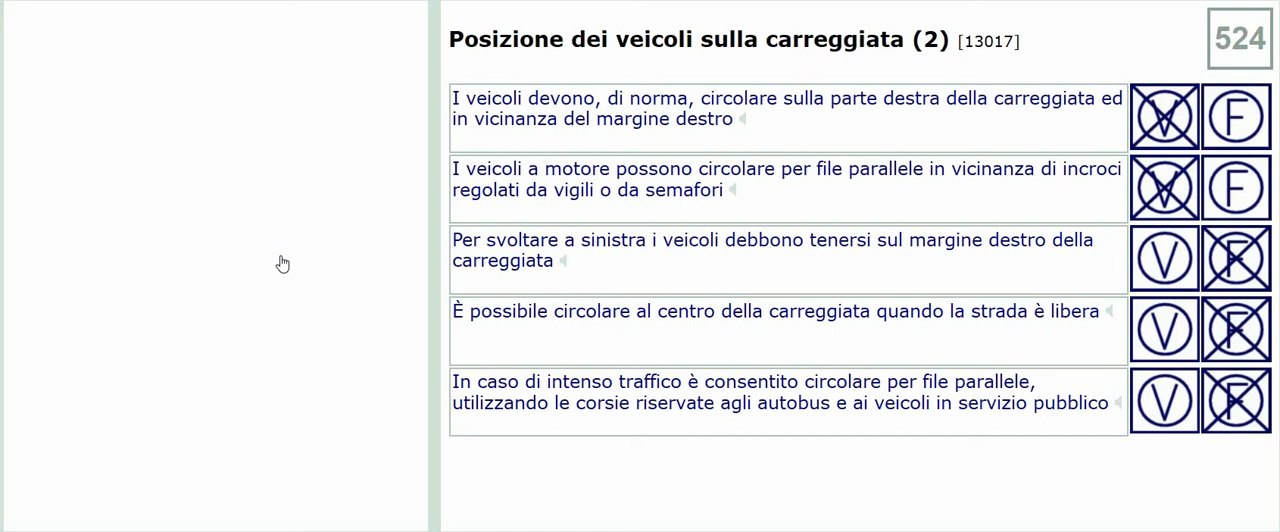 Posizione dei veicoli sulla carreggiata (2) [13017]
524
I veicoli devono, di norma, circolare sulla parte destra della carreggiata ed
in vicinanza del margine destro
V F
I veicoli a motore possono circolare per file parallele in vicinanza di incroci
regolati da vigili o da semafori
V F
Per svoltare a sinistra i veicoli debbono tenersi sul margine destro della
carreggiata
V F
È possibile circolare al centro della carreggiata quando la strada è libera
V F
In caso di intenso traffico è consentito circolare per file parallele,
utilizzando le corsie riservate agli autobus e ai veicoli in servizio pubblico
V F